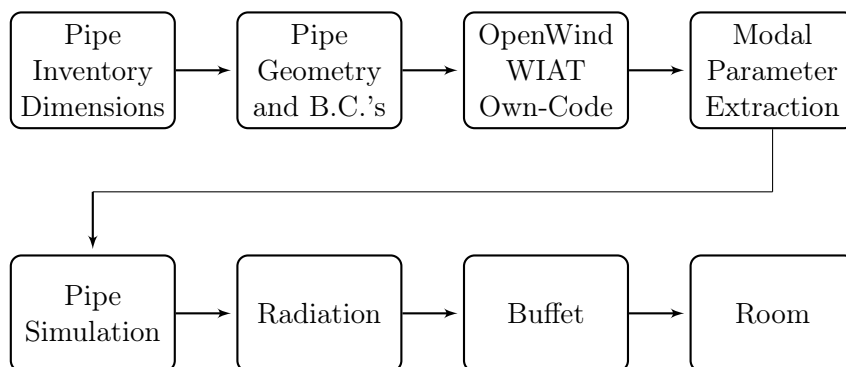 Pipe
Inventory
Dimensions
Pipe
Geometry
and B.C.'s
OpenWind
WIAT
Own-Code
Modal
Parameter
Extraction
Pipe
Simulation
Radiation
Buffet
Room